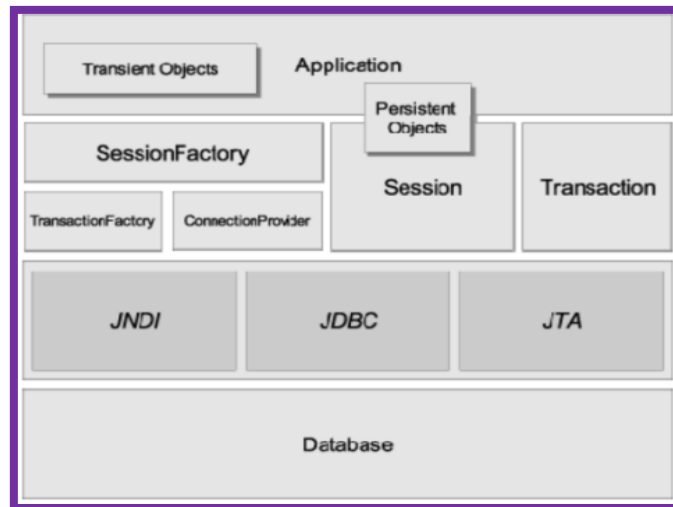 Transient Objects
Application
Persistent
Objects
SessionFactory
Session
Transaction
TransactionFactory
ConnectionProvider
JNDI
JDBC
JTA
Database